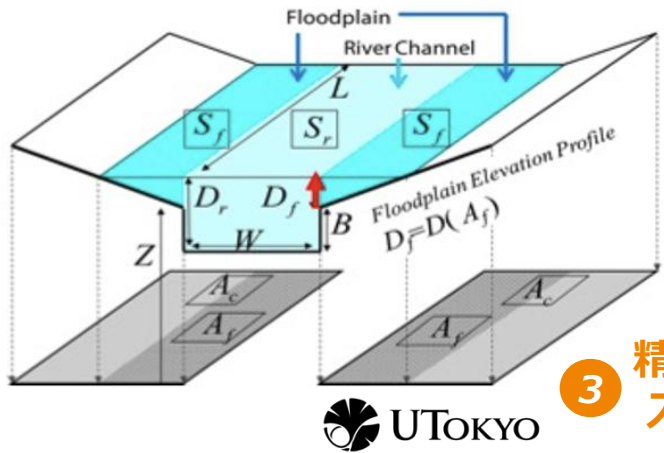 Floodplain
River Channel
L
S_f
S_r
S_f
Floodplain Elevation Profile
D_f=D(A_f)
D_r
D_f
B
W
Z
A_c
A_f
A_c
A_f
3
精
UTOKYO